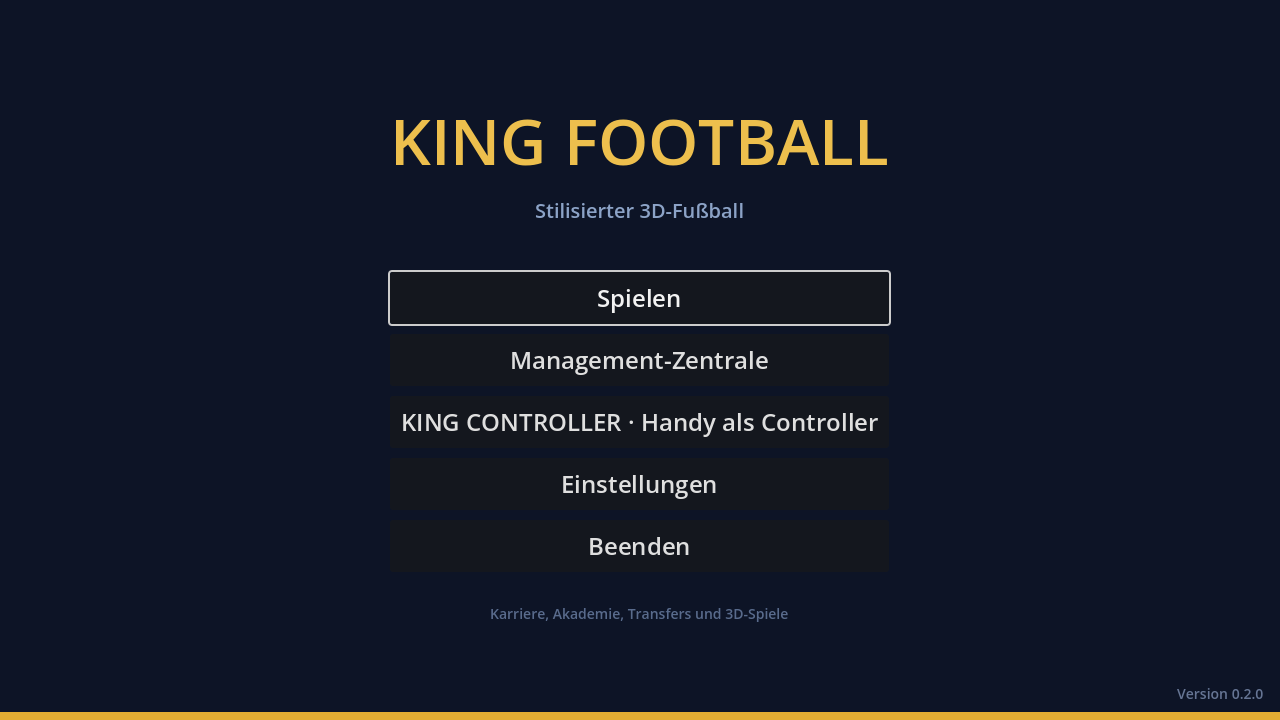 KING FOOTBALL
Stilisierter 3D-Fußball
Spielen
Management-Zentrale
KING CONTROLLER · Handy als Controller
Einstellungen
Beenden
Karriere, Akademie, Transfers und 3D-Spiele
Version 0.2.0